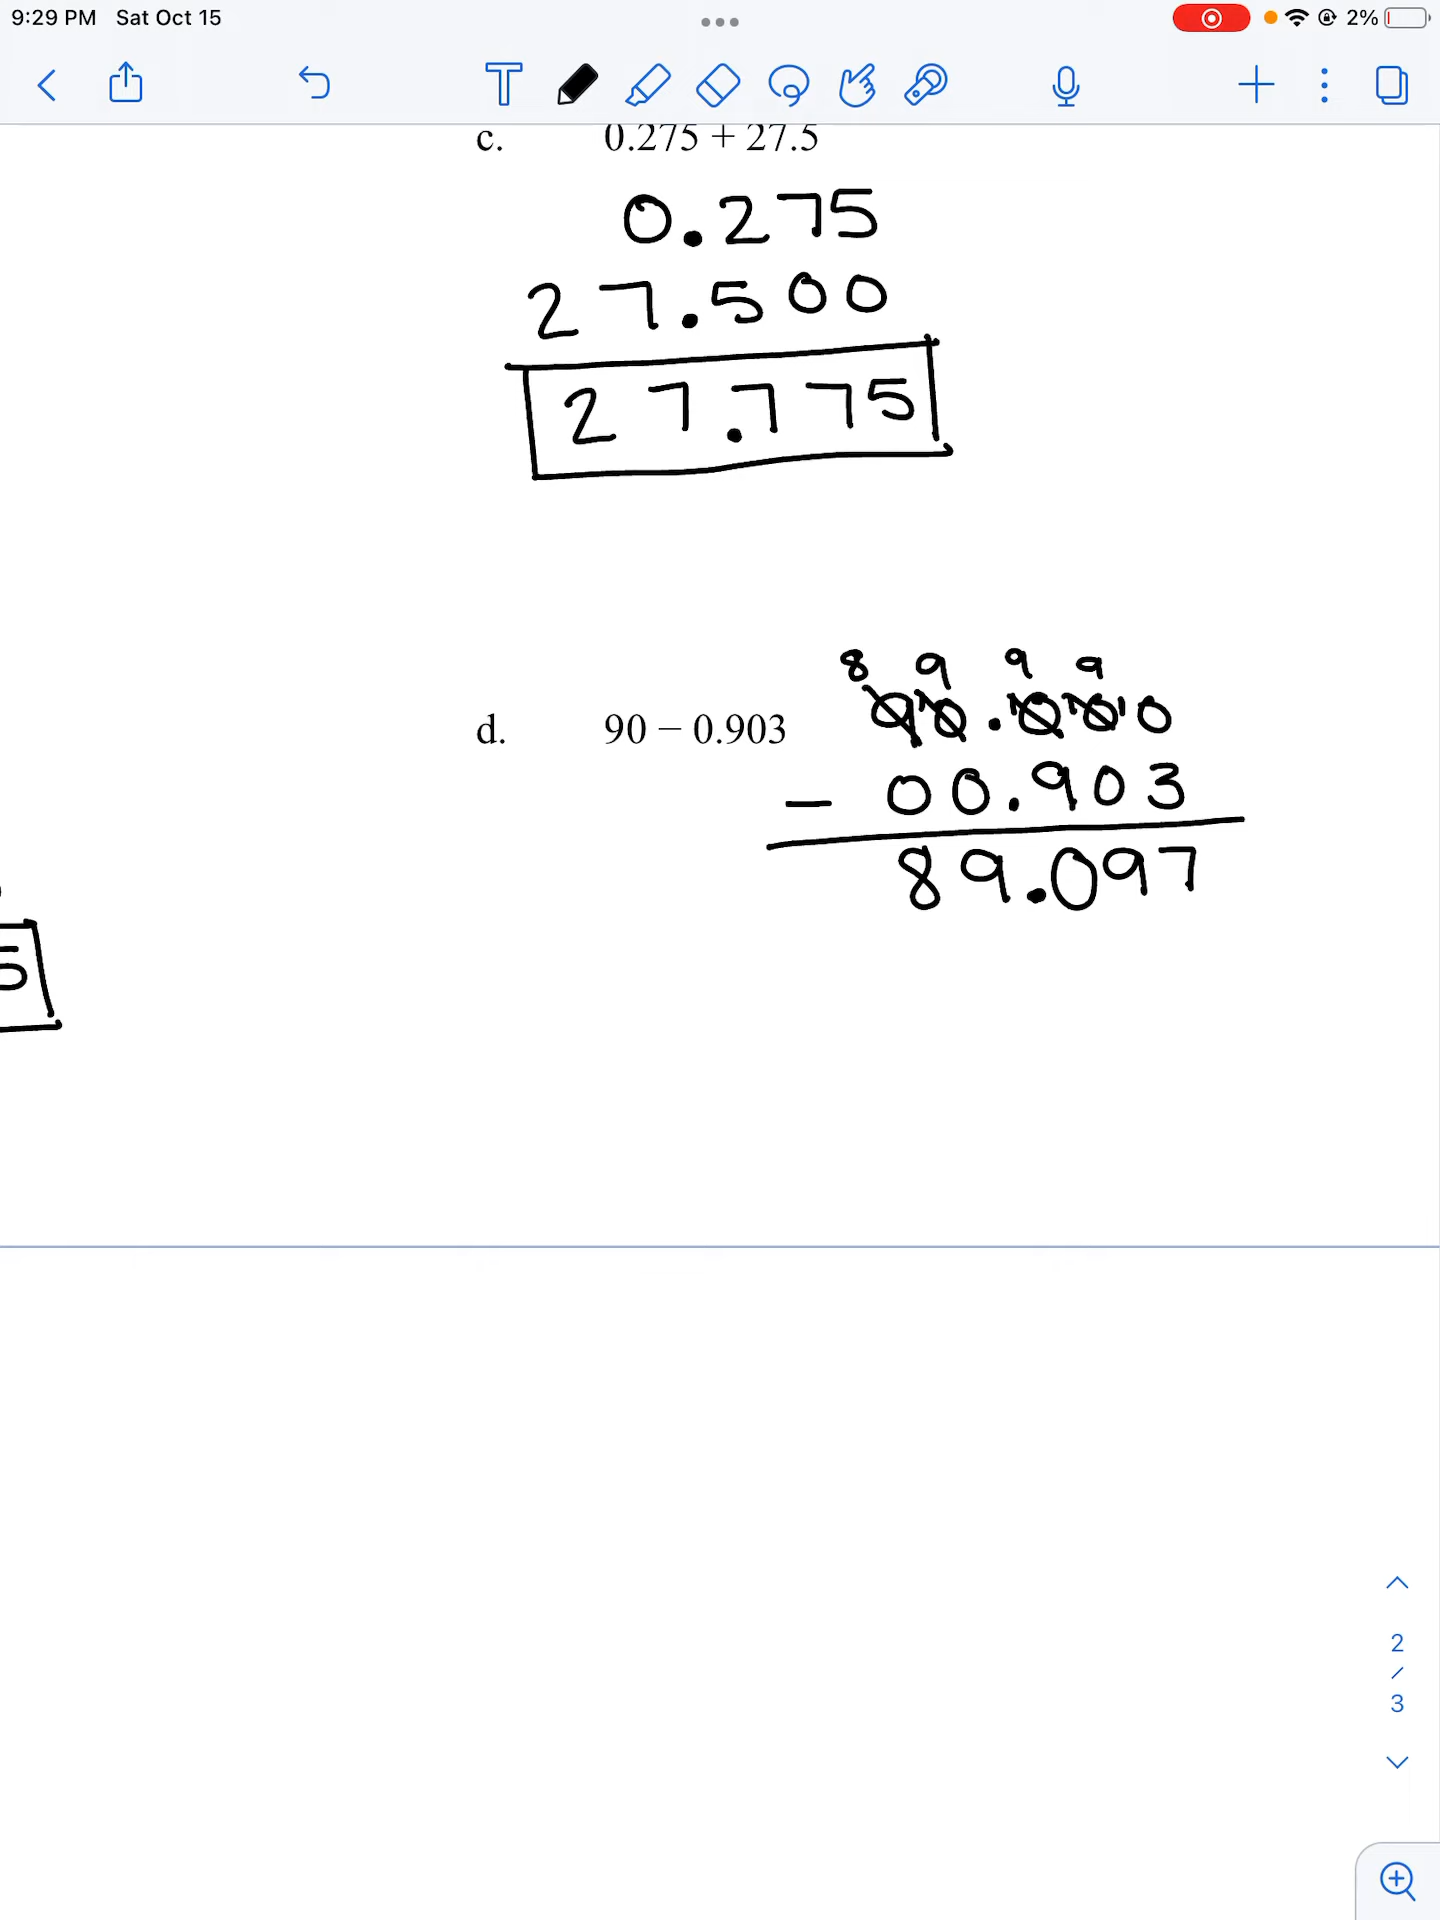 9:29 PM Sat Oct 15
2%
T
c. 0.275 + 27.5
0.275
27.500
27.775
8 9 9 9
d. 90 − 0.903
90.0010
− 00.903
89.097
5
2
/
3